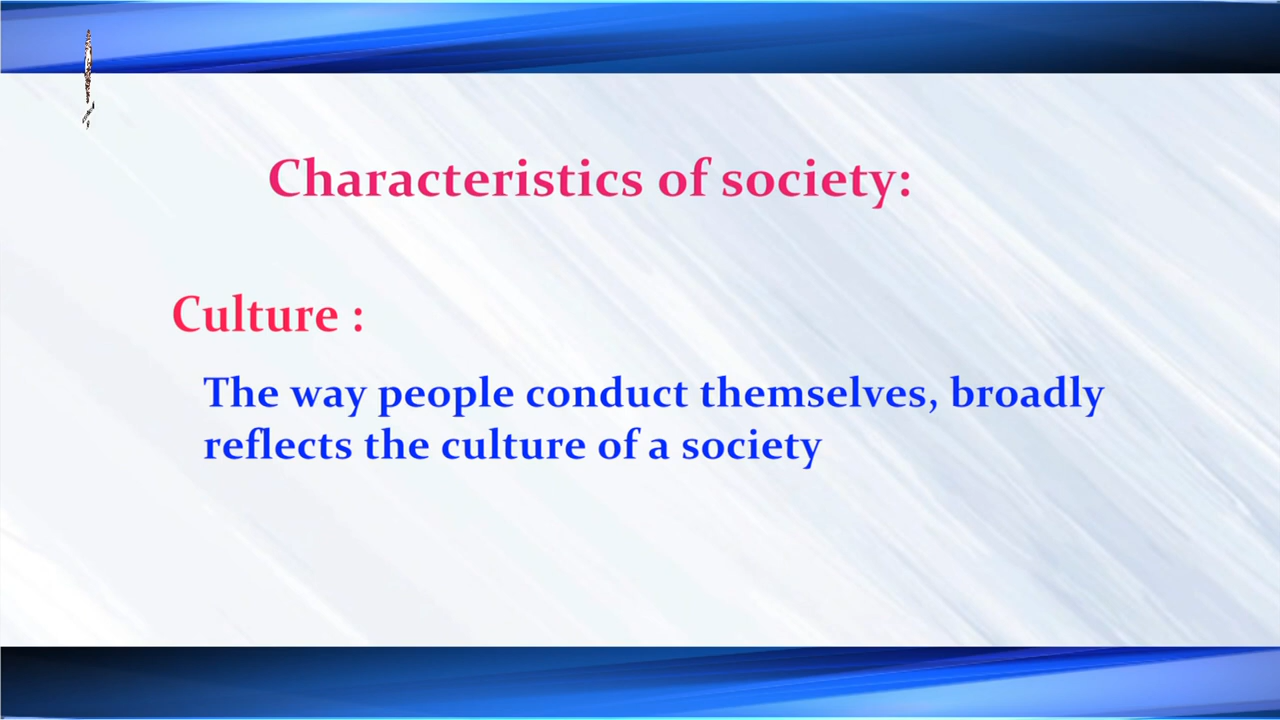 Characteristics of society:
Culture :
The way people conduct themselves, broadly
reflects the culture of a society